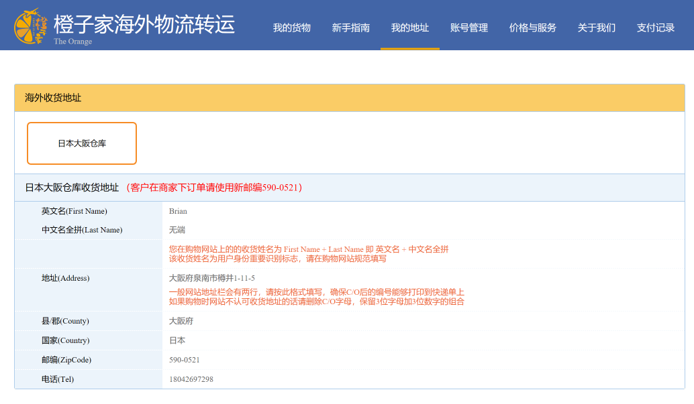 橙子家海外物流转运
The Orange
我的货物 新手指南 我的地址 账号管理 价格与服务 关于我们 支付记录
海外收货地址
日本大阪仓库
日本大阪仓库收货地址 （客户在商家下订单请使用新邮编590-0521）
英文名(First Name) Brian
中文名全拼(Last Name) 无端
您在购物网站上的的收货姓名为 First Name + Last Name 即 英文名 + 中文名全拼
该收货姓名为用户身份重要识别标志，请在购物网站规范填写
地址(Address) 大阪府泉南市樽井1-11-5
一般网站地址栏会有两行，请按此格式填写，确保C/O后的编号能够打印到快递单上
如果购物时网站不认可收货地址的话请删除C/O字母，保留3位字母加3位数字的组合
县/郡(County) 大阪府
国家(Country) 日本
邮编(ZipCode) 590-0521
电话(Tel) 18042697298